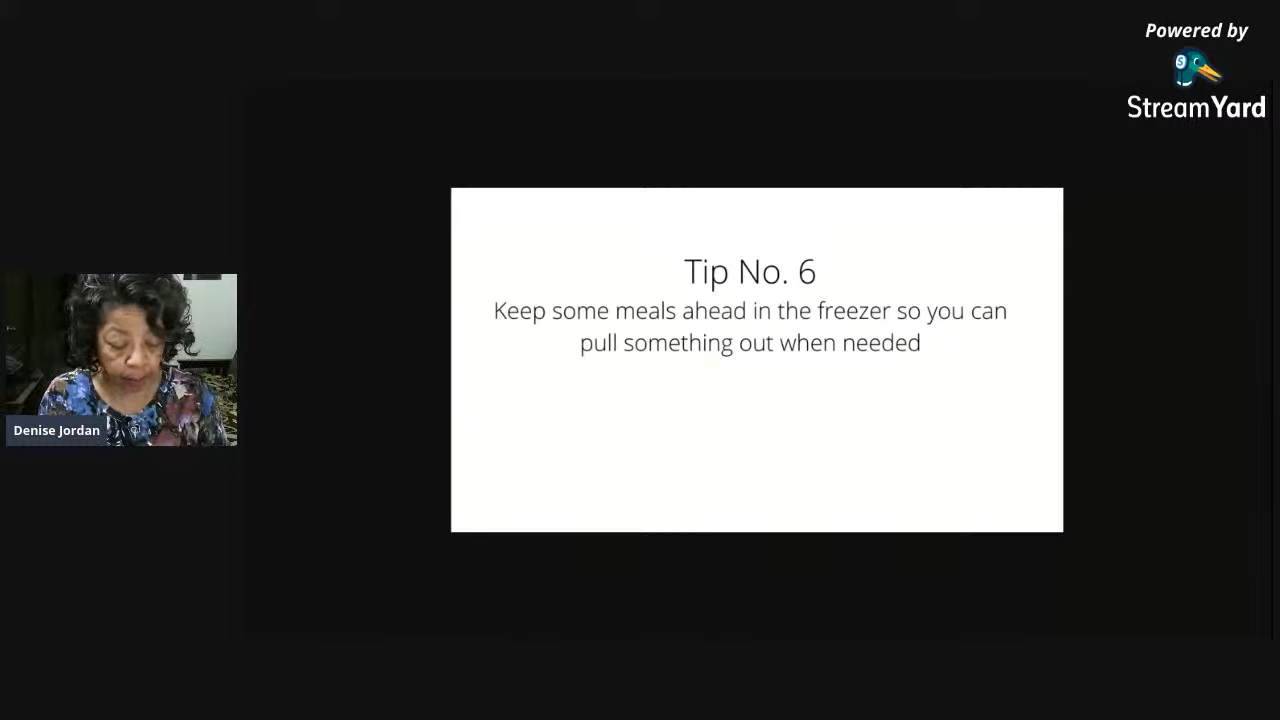 Powered by
StreamYard
Tip No. 6
Keep some meals ahead in the freezer so you can
pull something out when needed
Denise Jordan